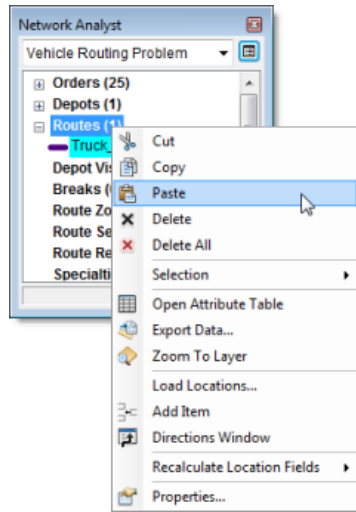 Network Analyst
Vehicle Routing Problem
Orders (25)
Depots (1)
Routes (1)
Truck_
Depot Vis
Breaks (
Route Zo
Route Se
Route Re
Specialti
Cut
Copy
Paste
Delete
Delete All
Selection
Open Attribute Table
Export Data...
Zoom To Layer
Load Locations...
Add Item
Directions Window
Recalculate Location Fields
Properties...